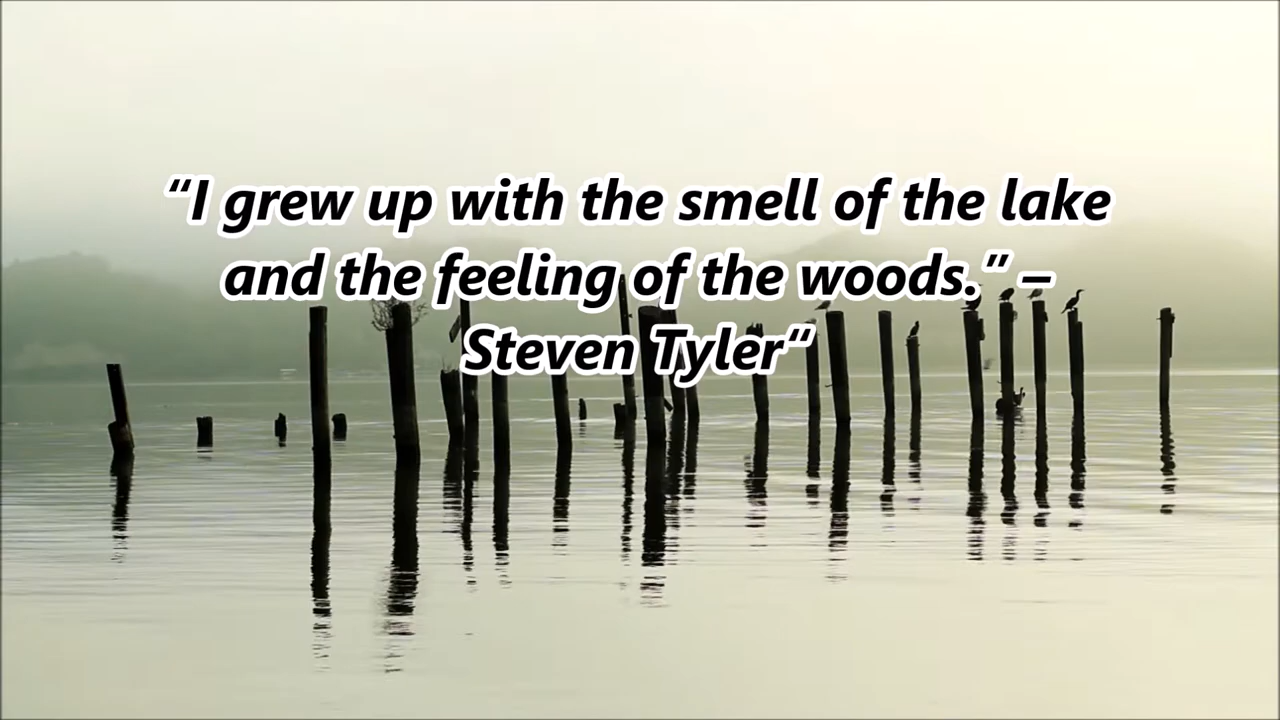 “I grew up with the smell of the lake
and the feeling of the woods.” –
Steven Tyler“